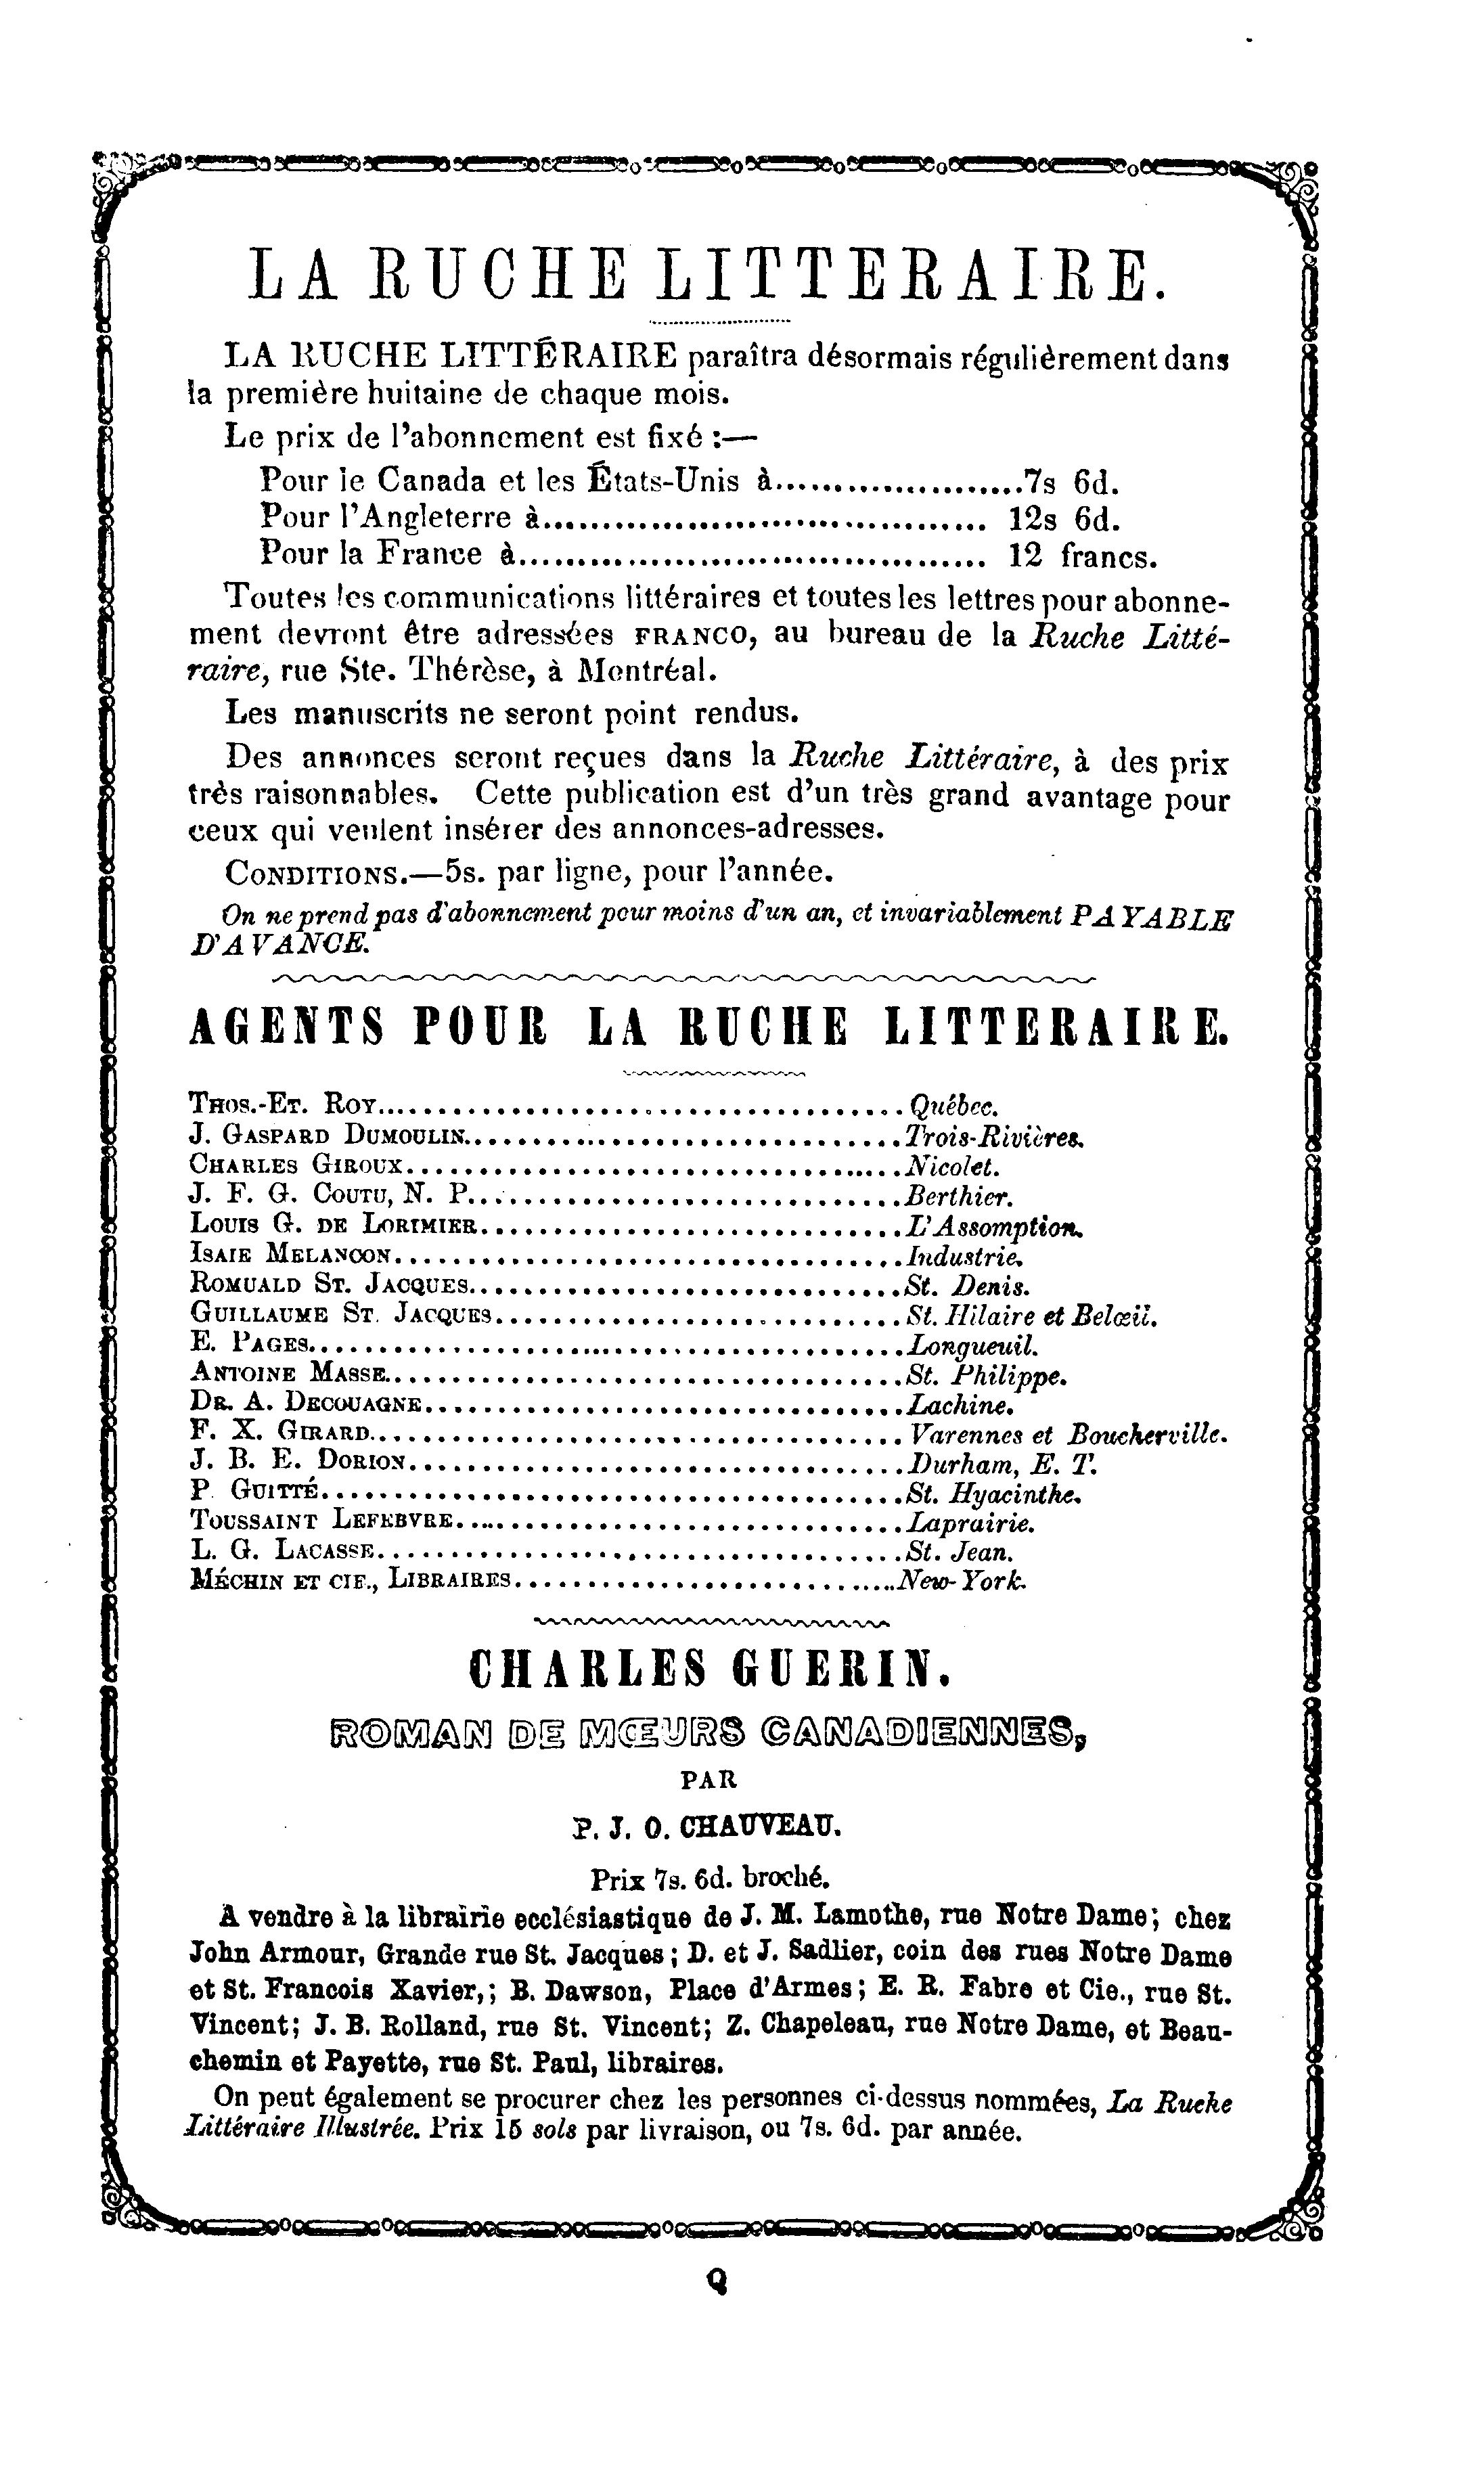 LA RUCHE LITTERAIRE.
LA RUCHE LITTÉRAIRE paraîtra désormais régulièrement dans
la première huitaine de chaque mois.
Le prix de l'abonnement est fixé :—
Pour le Canada et les États-Unis à......................7s 6d.
Pour l'Angleterre à...................................... 12s 6d.
Pour la France à........................................ 12 francs.
Toutes les communications littéraires et toutes les lettres pour abonne-
ment devront être adressées FRANCO, au bureau de la Ruche Litté-
raire, rue Ste. Thérèse, à Montréal.
Les manuscrits ne seront point rendus.
Des annonces seront reçues dans la Ruche Littéraire, à des prix
très raisonnables. Cette publication est d'un très grand avantage pour
ceux qui veulent insérer des annonces-adresses.
CONDITIONS.—5s. par ligne, pour l'année.
On ne prend pas d'abonnement pour moins d'un an, et invariablement PAYABLE
D'AVANCE.
AGENTS POUR LA RUCHE LITTERAIRE.
THOS.-ET. ROY....................................Québec.
J. GASPARD DUMOULIN..............................Trois-Rivières.
CHARLES GIROUX...................................Nicolet.
J. F. G. COUTU, N. P..............................Berthier.
LOUIS G. DE LORIMIER.............................L'Assomption.
ISAIE MELANCON...................................Industrie.
ROMUALD ST. JACQUES..............................St. Denis.
GUILLAUME ST. JACQUES............................St. Hilaire et Belœil.
E. PAGES.........................................Longueuil.
ANTOINE MASSE....................................St. Philippe.
DR. A. DECOUAGNE.................................Lachine.
F. X. GIRARD.....................................Varennes et Boucherville.
J. B. E. DORION..................................Durham, E. T.
P. GUITTÉ........................................St. Hyacinthe.
TOUSSAINT LEFEBVRE...............................Laprairie.
L. G. LACASSE....................................St. Jean.
MÉCHIN ET CIE., LIBRAIRES...........................New-York.
CHARLES GUERIN.
ROMAN DE MŒURS CANADIENNES,
PAR
P. J. O. CHAUVEAU.
Prix 7s. 6d. broché.
A vendre à la librairie ecclésiastique de J. M. Lamothe, rue Notre Dame; chez
John Armour, Grande rue St. Jacques; D. et J. Sadlier, coin des rues Notre Dame
et St. Francois Xavier,; B. Dawson, Place d'Armes; E. R. Fabre et Cie., rue St.
Vincent; J. B. Rolland, rue St. Vincent; Z. Chapeleau, rue Notre Dame, et Beau-
chemin et Payette, rue St. Paul, libraires.
On peut également se procurer chez les personnes ci-dessus nommées, La Ruche
Littéraire Illustrée. Prix 15 sols par livraison, ou 7s. 6d. par année.
Q